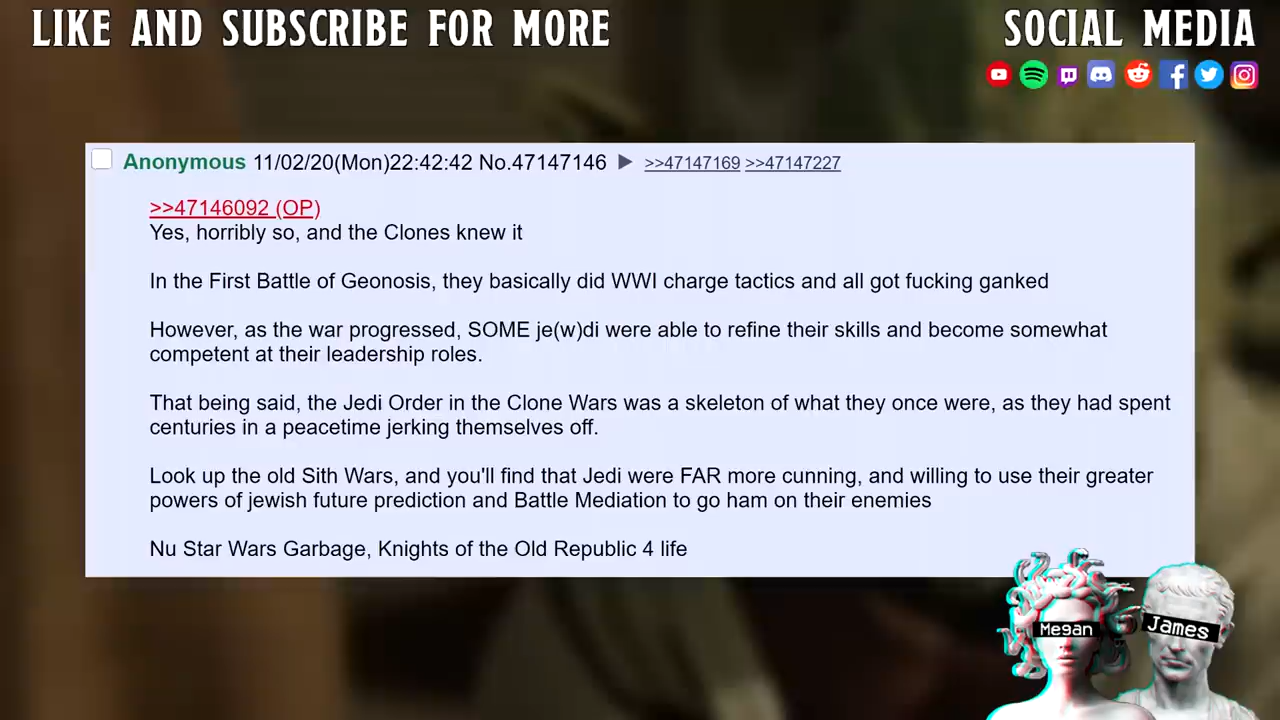 LIKE AND SUBSCRIBE FOR MORE
SOCIAL MEDIA
Anonymous 11/02/20(Mon)22:42:42 No.47147146 ▶ >>47147169 >>47147227
>>47146092 (OP)
Yes, horribly so, and the Clones knew it
In the First Battle of Geonosis, they basically did WWI charge tactics and all got fucking ganked
However, as the war progressed, SOME je(w)di were able to refine their skills and become somewhat
competent at their leadership roles.
That being said, the Jedi Order in the Clone Wars was a skeleton of what they once were, as they had spent
centuries in a peacetime jerking themselves off.
Look up the old Sith Wars, and you'll find that Jedi were FAR more cunning, and willing to use their greater
powers of jewish future prediction and Battle Mediation to go ham on their enemies
Nu Star Wars Garbage, Knights of the Old Republic 4 life
Megan
James